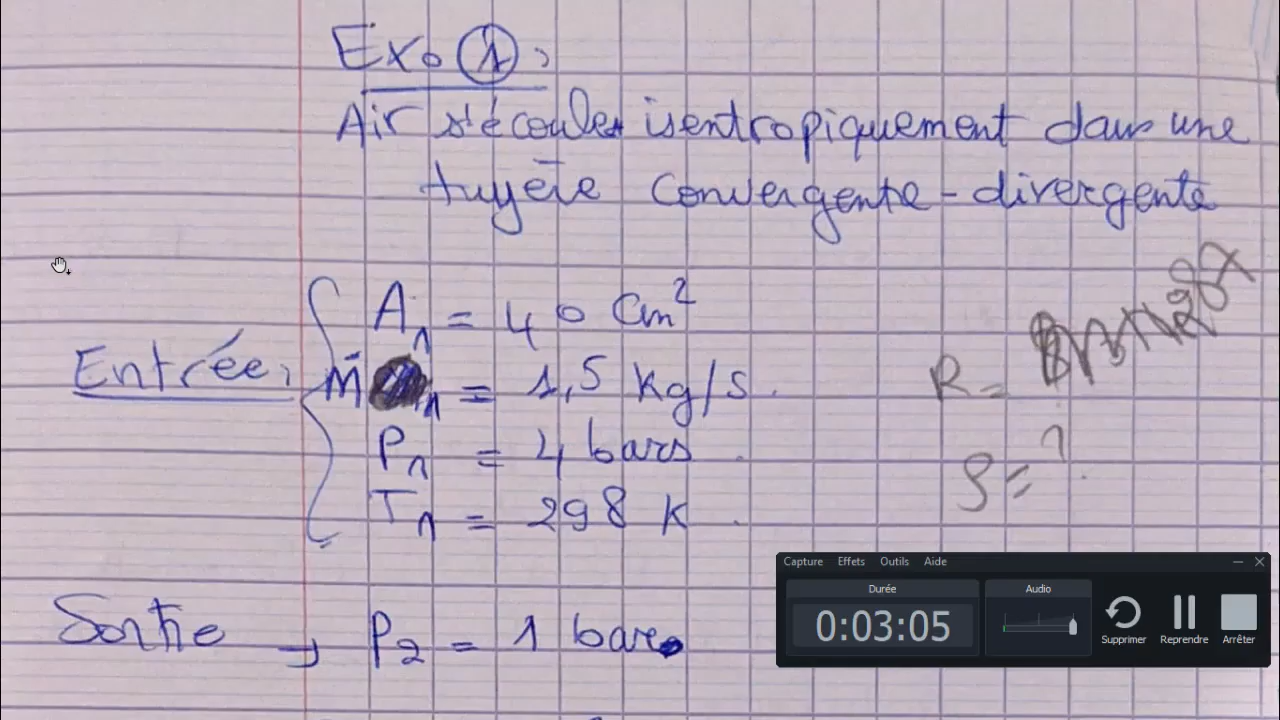 Exo 1:
Air s'écoule isentropiquement dans une
tuyère convergente-divergente
Entrée:
A1 = 40 Cm²
ṁ1 = 1,5 Kg/s.
P1 = 4 bars.
T1 = 298 K.
R =
ρ = ?
Sortie → P2 = 1 bar
Capture Effets Outils Aide
Durée
Audio
0:03:05
Supprimer Reprendre Arrêter